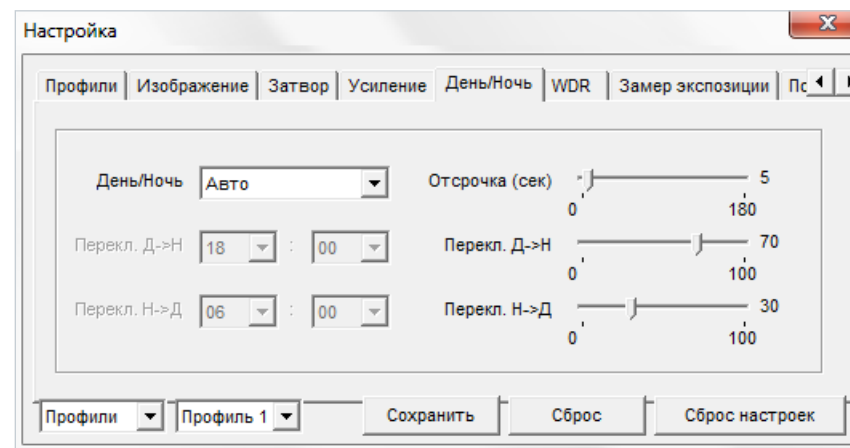 Настройка
Профили Изображение Затвор Усиление День/Ночь WDR Замер экспозиции
День/Ночь Авто Отсрочка (сек) 5
0 180
Перекл. Д->Н 18 : 00 Перекл. Д->Н 70
0 100
Перекл. Н->Д 06 : 00 Перекл. Н->Д 30
0 100
Профили Профиль 1 Сохранить Сброс Сброс настроек